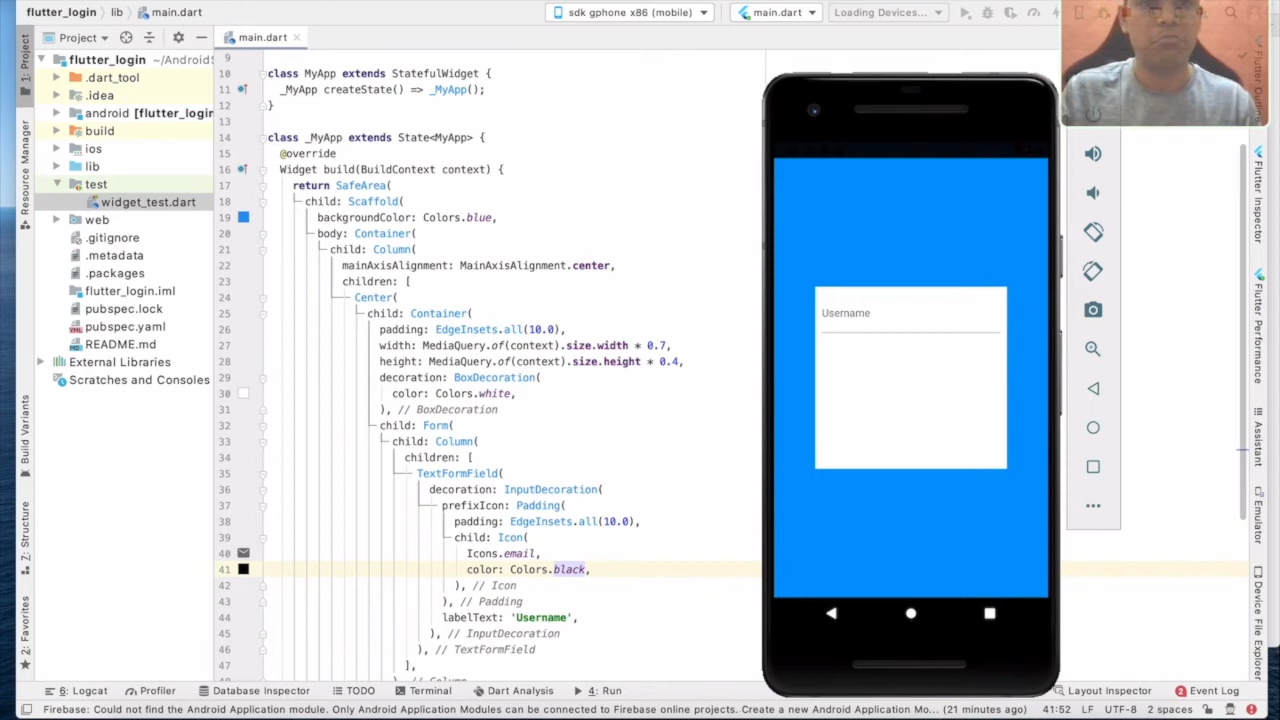 flutter_login
lib
main.dart
sdk gphone x86 (mobile)
main.dart
Loading Devices...
Project
main.dart
1: Project
Resource Manager
Build Variants
Z: Structure
2: Favorites
flutter_login ~/AndroidS
.dart_tool
.idea
android [flutter_login
build
ios
lib
test
widget_test.dart
web
.gitignore
.metadata
.packages
flutter_login.iml
pubspec.lock
pubspec.yaml
README.md
External Libraries
Scratches and Consoles
9
10 class MyApp extends StatefulWidget {
11 _MyApp createState() => _MyApp();
12 }
13
14 class _MyApp extends State<MyApp> {
15 @override
16 Widget build(BuildContext context) {
17 return SafeArea(
18 child: Scaffold(
19 backgroundColor: Colors.blue,
20 body: Container(
21 child: Column(
22 mainAxisAlignment: MainAxisAlignment.center,
23 children: [
24 Center(
25 child: Container(
26 padding: EdgeInsets.all(10.0),
27 width: MediaQuery.of(context).size.width * 0.7,
28 height: MediaQuery.of(context).size.height * 0.4,
29 decoration: BoxDecoration(
30 color: Colors.white,
31 ), // BoxDecoration
32 child: Form(
33 child: Column(
34 children: [
35 TextFormField(
36 decoration: InputDecoration(
37 prefixIcon: Padding(
38 padding: EdgeInsets.all(10.0),
39 child: Icon(
40 Icons.email,
41 color: Colors.black,
42 ), // Icon
43 ), // Padding
44 labelText: 'Username',
45 ), // InputDecoration
46 ), // TextFormField
47 ],
Username
Flutter Outline
Flutter Inspector
Flutter Performance
Assistant
Emulator
Device File Explorer
6: Logcat
Profiler
Database Inspector
TODO
Terminal
Dart Analysis
4: Run
Layout Inspector
2 Event Log
Firebase: Could not find the Android Application module. Only Android Application Modules can be connected to Firebase online projects. Create a new Android Application Mo... (21 minutes ago)
41:52 LF UTF-8 2 spaces